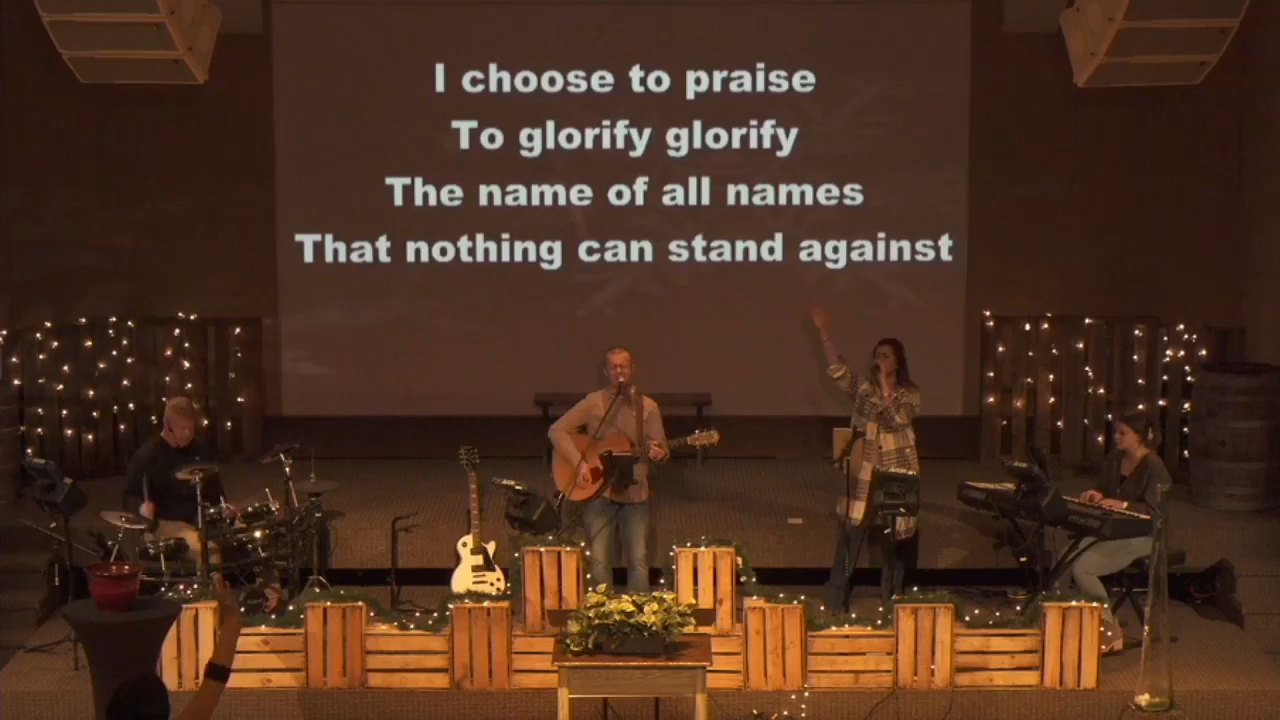 I choose to praise
To glorify glorify
The name of all names
That nothing can stand against